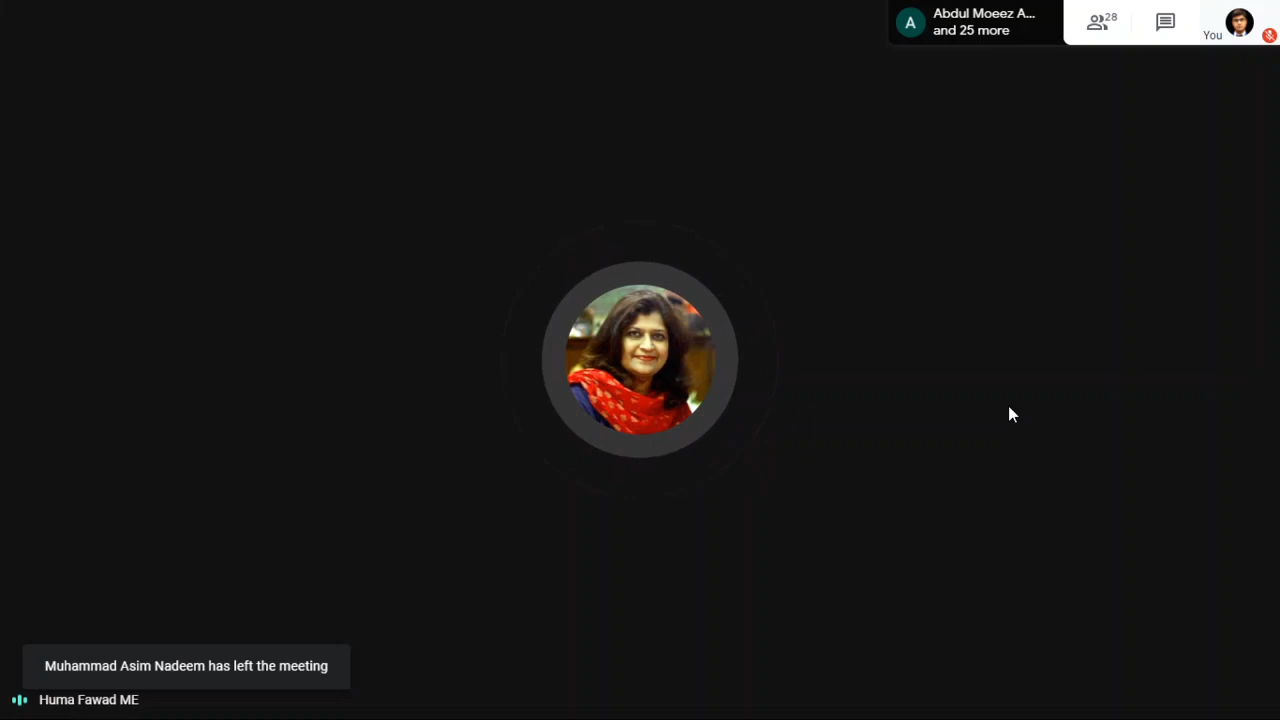 A
Abdul Moeez A...
and 25 more
28
You
Muhammad Asim Nadeem has left the meeting
Huma Fawad ME